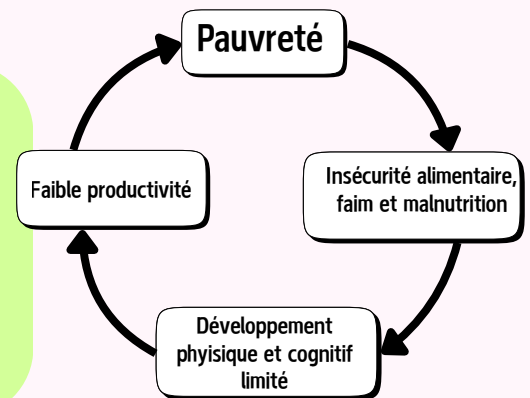 Pauvreté
Insécurité alimentaire,
faim et malnutrition
Développement
phyisique et cognitif
limité
Faible productivité